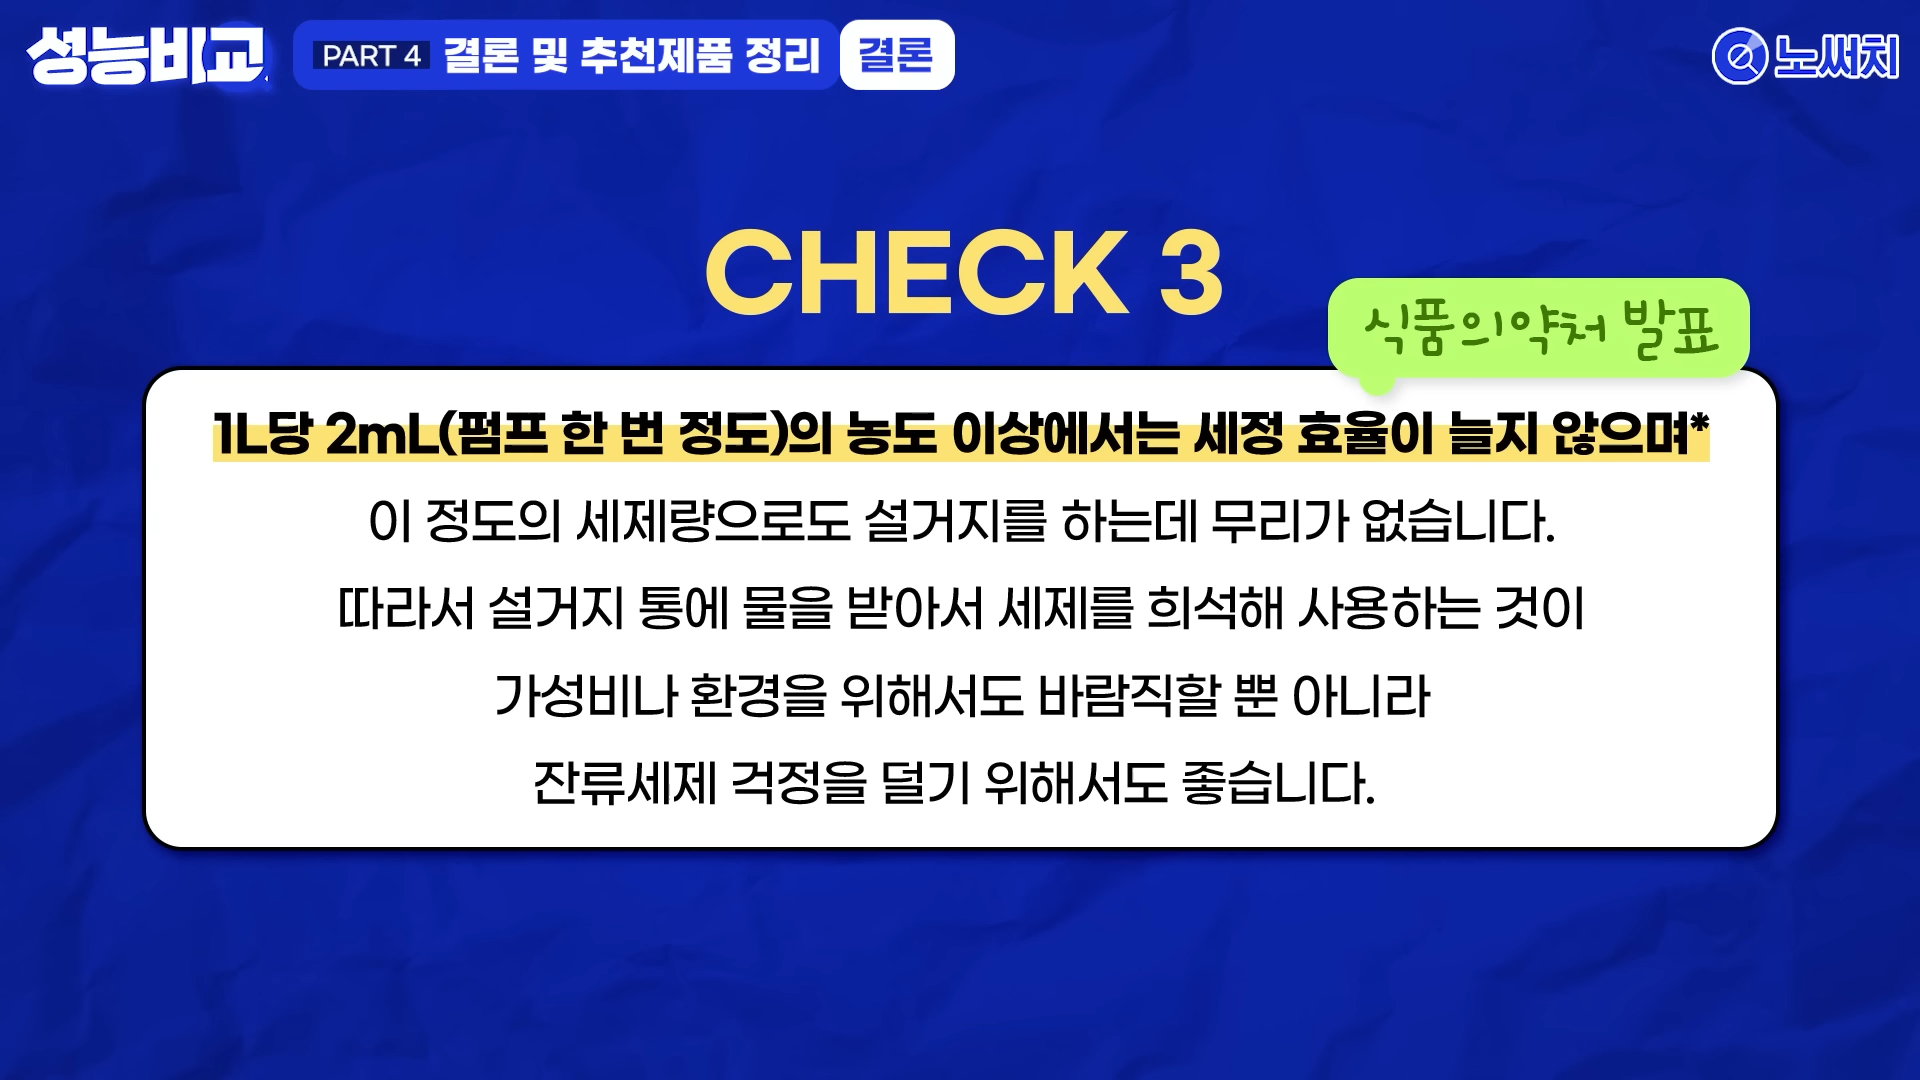 성능비교 PART 4 결론 및 추천제품 정리 결론 노써치
CHECK 3
식품의약처 발표
1L당 2mL(펌프 한 번 정도)의 농도 이상에서는 세정 효율이 늘지 않으며*
이 정도의 세제량으로도 설거지를 하는데 무리가 없습니다.
따라서 설거지 통에 물을 받아서 세제를 희석해 사용하는 것이
가성비나 환경을 위해서도 바람직할 뿐 아니라
잔류세제 걱정을 덜기 위해서도 좋습니다.